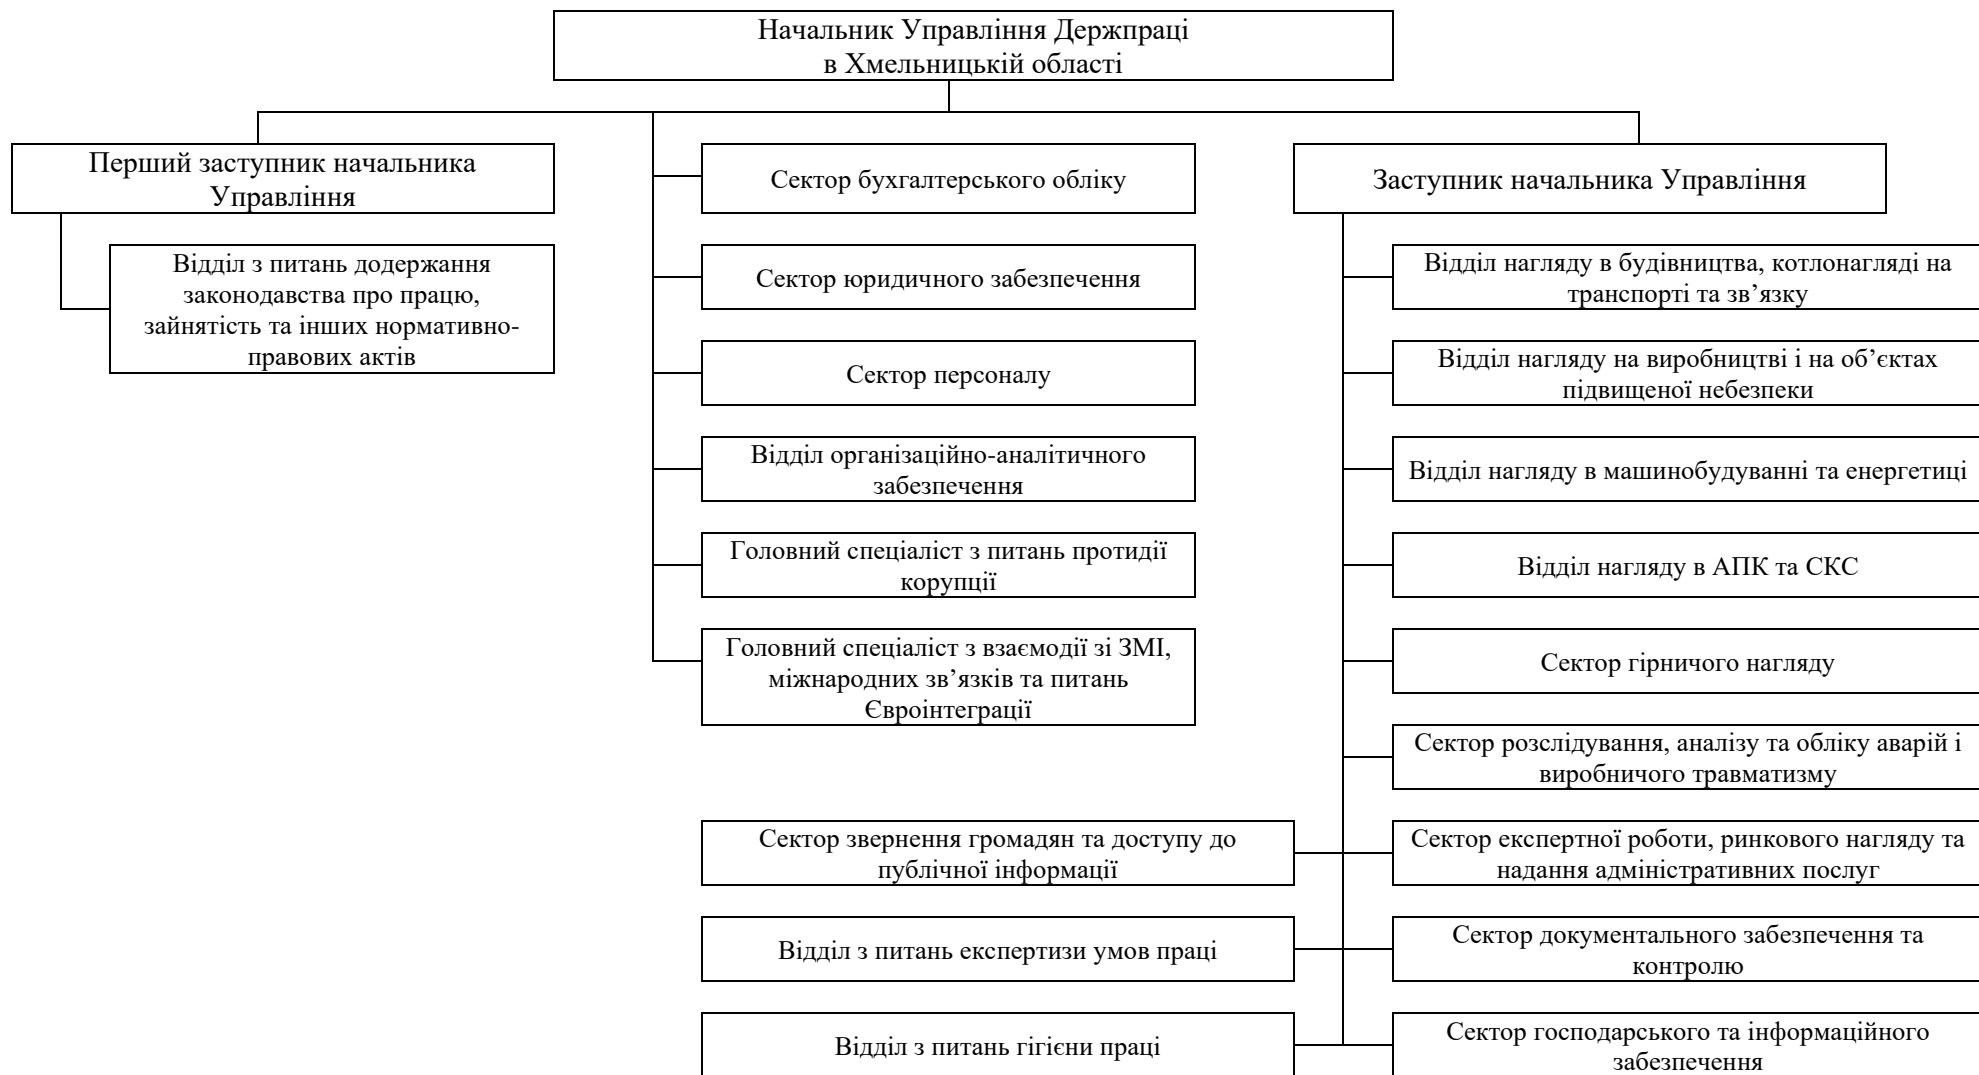 Начальник Управління Держпраці
в Хмельницькій області
Перший заступник начальника
Управління
Відділ з питань додержання
законодавства про працю,
зайнятість та інших нормативно-
правових актів
Сектор бухгалтерського обліку
Сектор юридичного забезпечення
Сектор персоналу
Відділ організаційно-аналітичного
забезпечення
Головний спеціаліст з питань протидії
корупції
Головний спеціаліст з взаємодії зі ЗМІ,
міжнародних зв’язків та питань
Євроінтеграції
Заступник начальника Управління
Відділ нагляду в будівництва, котлонагляді на
транспорті та зв’язку
Відділ нагляду на виробництві і на об’єктах
підвищеної небезпеки
Відділ нагляду в машинобудуванні та енергетиці
Відділ нагляду в АПК та СКС
Сектор гірничого нагляду
Сектор розслідування, аналізу та обліку аварій і
виробничого травматизму
Сектор звернення громадян та доступу до
публічної інформації
Сектор експертної роботи, ринкового нагляду та
надання адміністративних послуг
Відділ з питань експертизи умов праці
Сектор документального забезпечення та
контролю
Відділ з питань гігієни праці
Сектор господарського та інформаційного
забезпечення